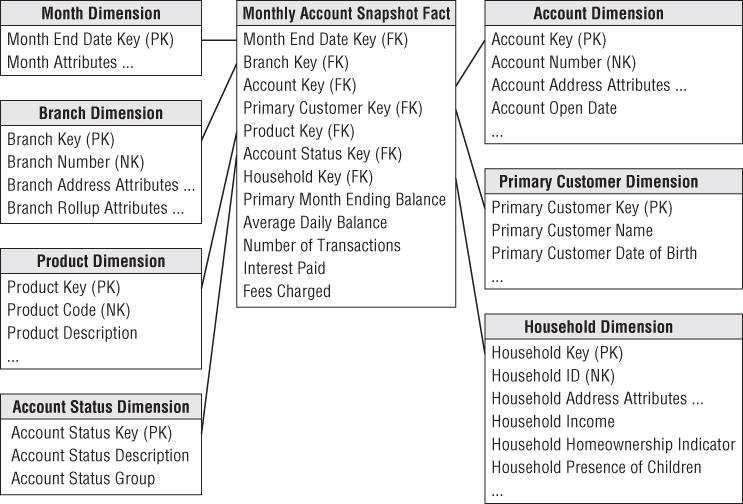 Month Dimension
Month End Date Key (PK)
Month Attributes ...
Branch Dimension
Branch Key (PK)
Branch Number (NK)
Branch Address Attributes ...
Branch Rollup Attributes ...
Product Dimension
Product Key (PK)
Product Code (NK)
Product Description
...
Account Status Dimension
Account Status Key (PK)
Account Status Description
Account Status Group
Monthly Account Snapshot Fact
Month End Date Key (FK)
Branch Key (FK)
Account Key (FK)
Primary Customer Key (FK)
Product Key (FK)
Account Status Key (FK)
Household Key (FK)
Primary Month Ending Balance
Average Daily Balance
Number of Transactions
Interest Paid
Fees Charged
Account Dimension
Account Key (PK)
Account Number (NK)
Account Address Attributes ...
Account Open Date
...
Primary Customer Dimension
Primary Customer Key (PK)
Primary Customer Name
Primary Customer Date of Birth
...
Household Dimension
Household Key (PK)
Household ID (NK)
Household Address Attributes ...
Household Income
Household Homeownership Indicator
Household Presence of Children
...